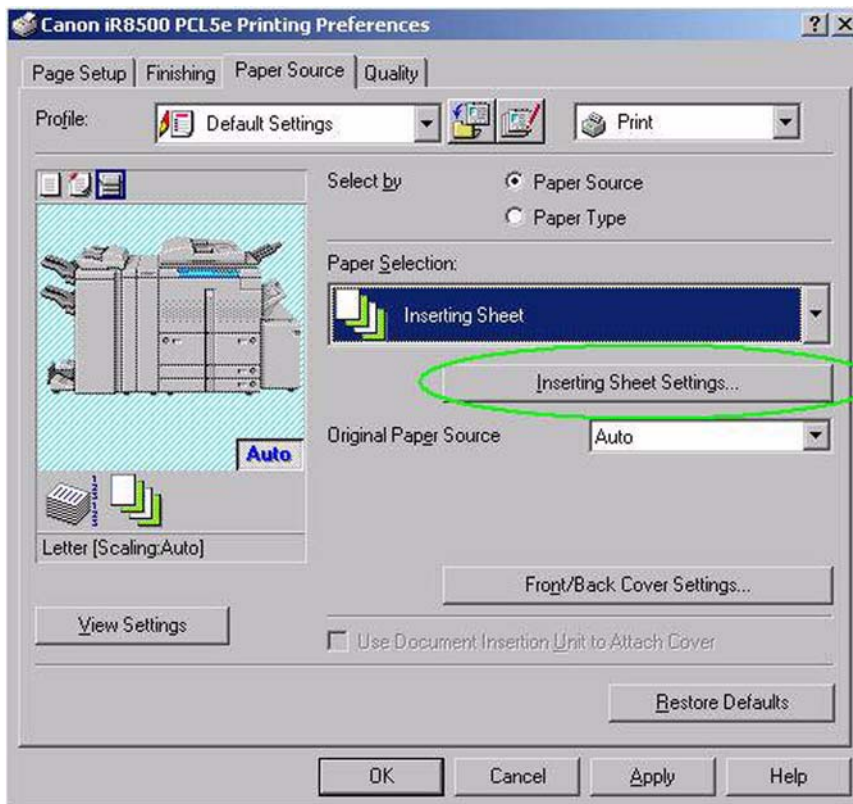 Canon iR8500 PCL5e Printing Preferences
Page Setup Finishing Paper Source Quality
Profile: Default Settings Print
Select by Paper Source
Paper Type
Paper Selection:
Inserting Sheet
Inserting Sheet Settings...
Original Paper Source Auto
Auto
Letter [Scaling:Auto]
Front/Back Cover Settings...
View Settings
Use Document Insertion Unit to Attach Cover
Restore Defaults
OK Cancel Apply Help